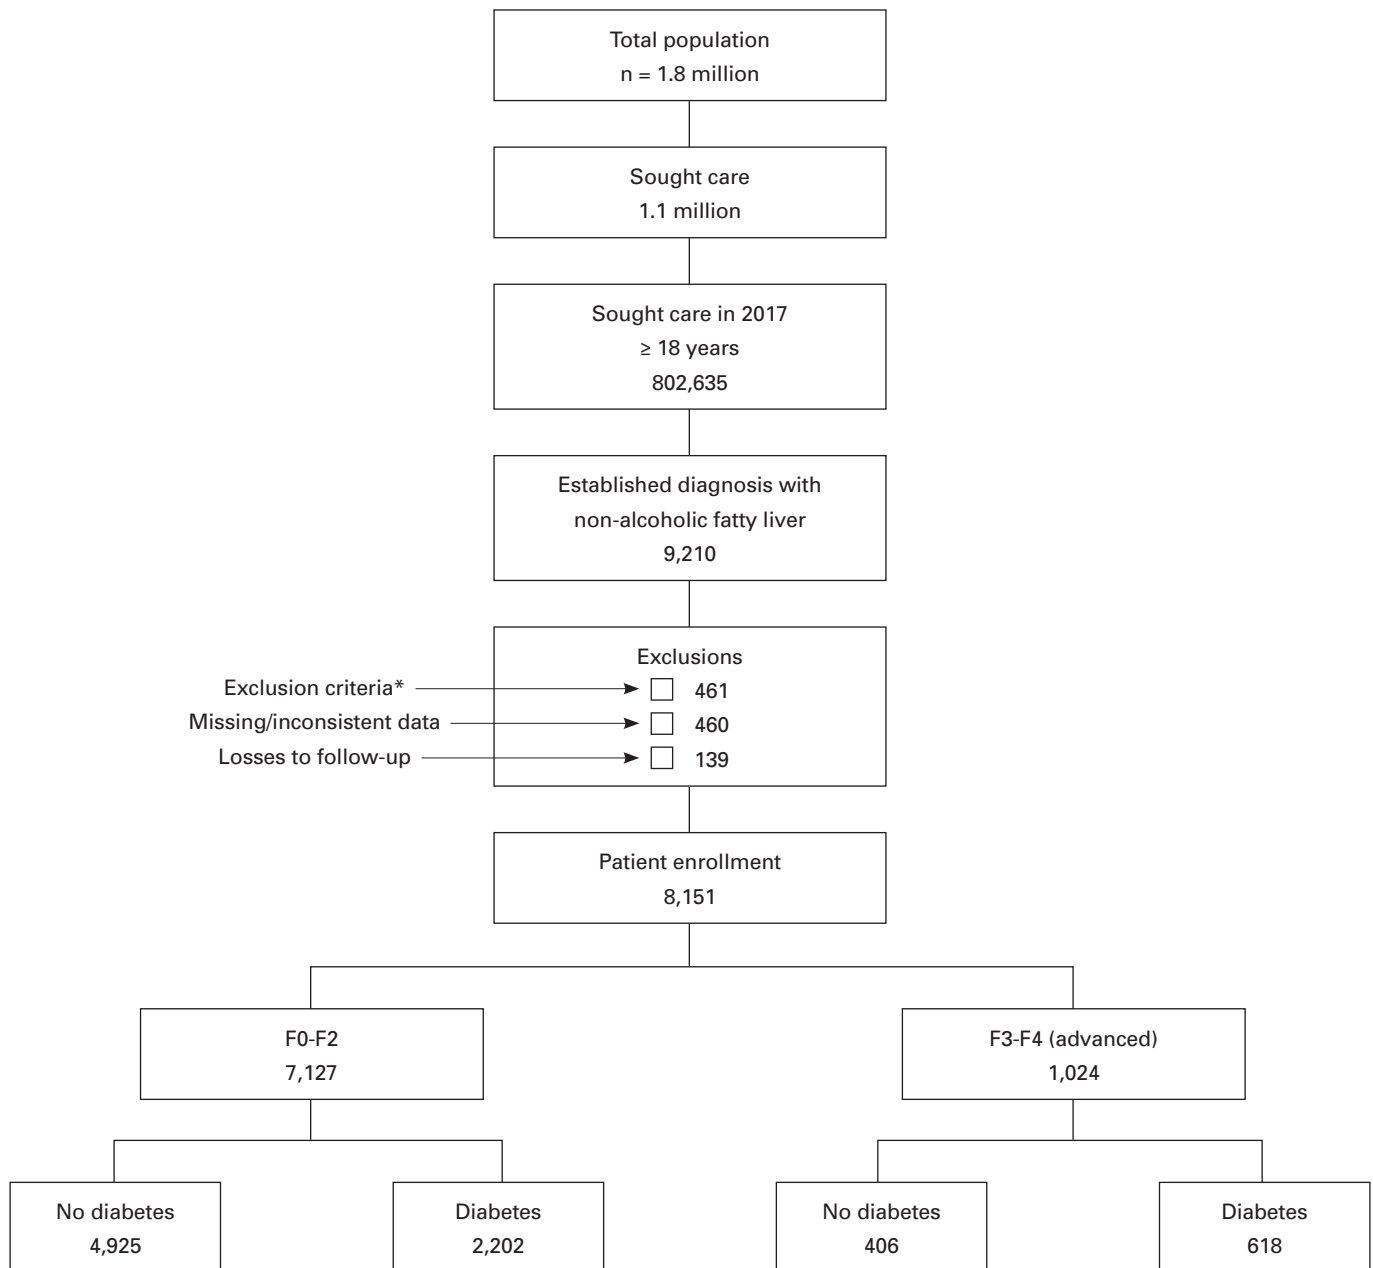 Total population
n = 1.8 million
Sought care
1.1 million
Sought care in 2017
≥ 18 years
802,635
Established diagnosis with
non-alcoholic fatty liver
9,210
Exclusions
Exclusion criteria* 461
Missing/inconsistent data 460
Losses to follow-up 139
Patient enrollment
8,151
F0-F2
7,127
F3-F4 (advanced)
1,024
No diabetes
4,925
Diabetes
2,202
No diabetes
406
Diabetes
618